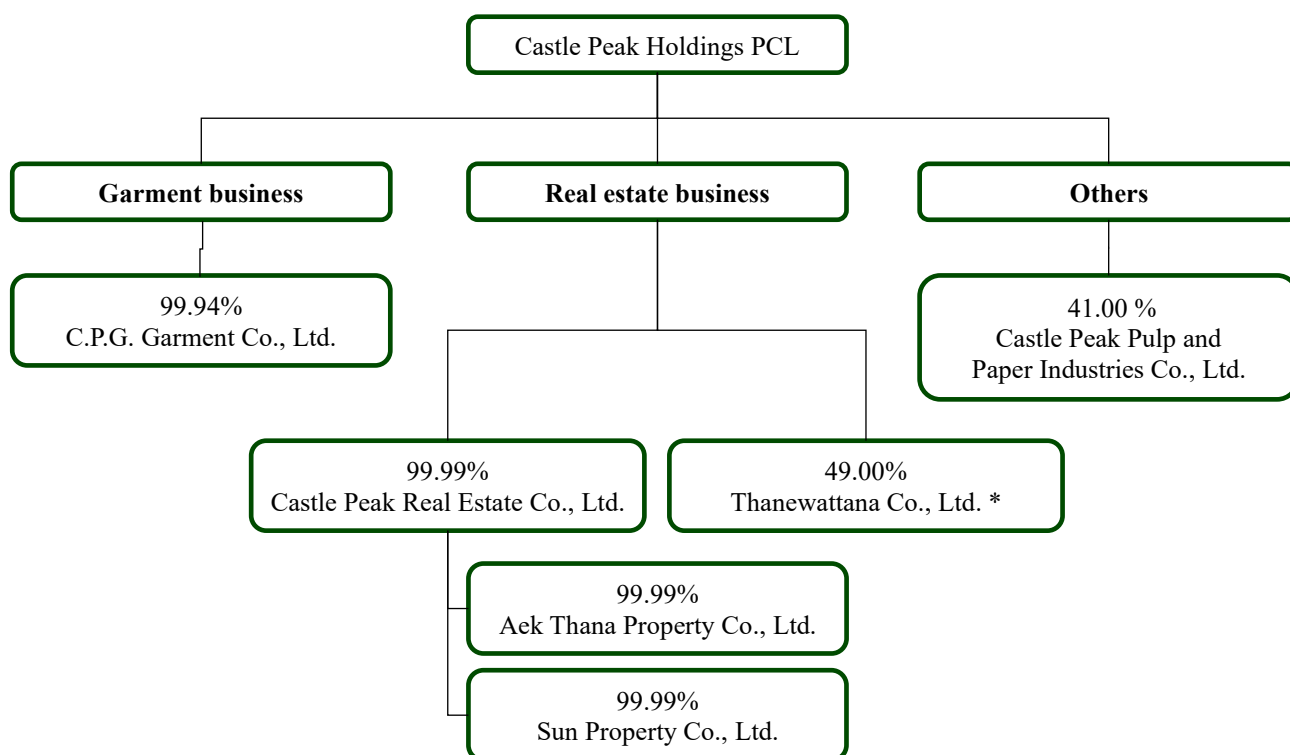 Castle Peak Holdings PCL
Garment business
Real estate business
Others
99.94%
C.P.G. Garment Co., Ltd.
41.00 %
Castle Peak Pulp and
Paper Industries Co., Ltd.
99.99%
Castle Peak Real Estate Co., Ltd.
49.00%
Thanewattana Co., Ltd. *
99.99%
Aek Thana Property Co., Ltd.
99.99%
Sun Property Co., Ltd.